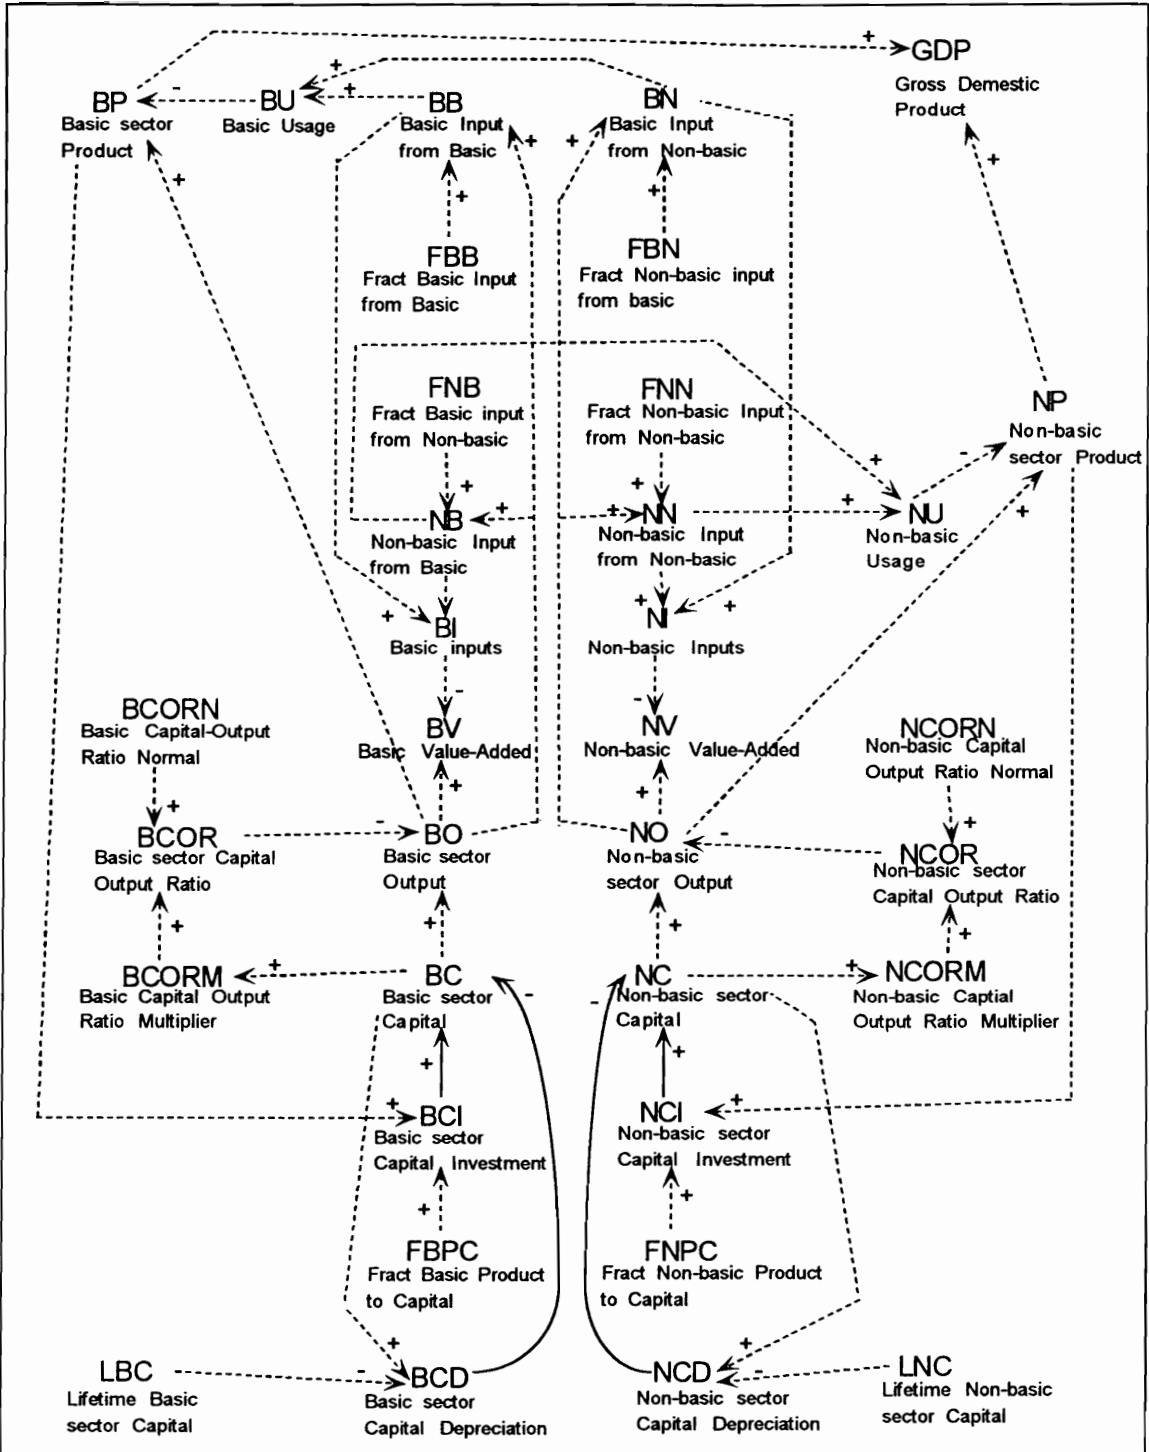 GDP
Gross Demestic
Product
BP
Basic sector
Product
BU
Basic Usage
BB
Basic Input
from Basic
BN
Basic Input
from Non-basic
FBB
Fract Basic Input
from Basic
FBN
Fract Non-basic input
from basic
FNB
Fract Basic input
from Non-basic
FNN
Fract Non-basic Input
from Non-basic
NP
Non-basic
sector Product
NB
Non-basic Input
from Basic
NN
Non-basic Input
from Non-basic
NU
Non-basic
Usage
BI
Basic inputs
NI
Non-basic Inputs
BCORN
Basic Capital-Output
Ratio Normal
BV
Basic Value-Added
NV
Non-basic Value-Added
NCORN
Non-basic Capital
Output Ratio Normal
BCOR
Basic sector Capital
Output Ratio
BO
Basic sector
Output
NO
Non-basic
sector Output
NCOR
Non-basic sector
Capital Output Ratio
BCORM
Basic Capital Output
Ratio Multiplier
BC
Basic sector
Capital
NC
Non-basic sector
Capital
NCORM
Non-basic Captial
Output Ratio Multiplier
BCI
Basic sector
Capital Investment
NCI
Non-basic sector
Capital Investment
FBPC
Fract Basic Product
to Capital
FNPC
Fract Non-basic Product
to Capital
LBC
Lifetime Basic
sector Capital
BCD
Basic sector
Capital Depreciation
NCD
Non-basic sector
Capital Depreciation
LNC
Lifetime Non-basic
sector Capital